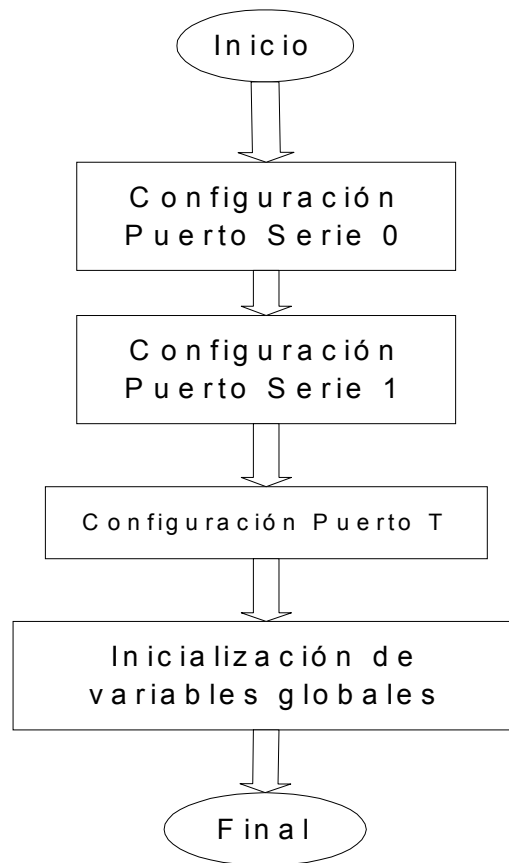 Inicio
Configuración
Puerto Serie 0
Configuración
Puerto Serie 1
Configuración Puerto T
Inicialización de
variables globales
Final